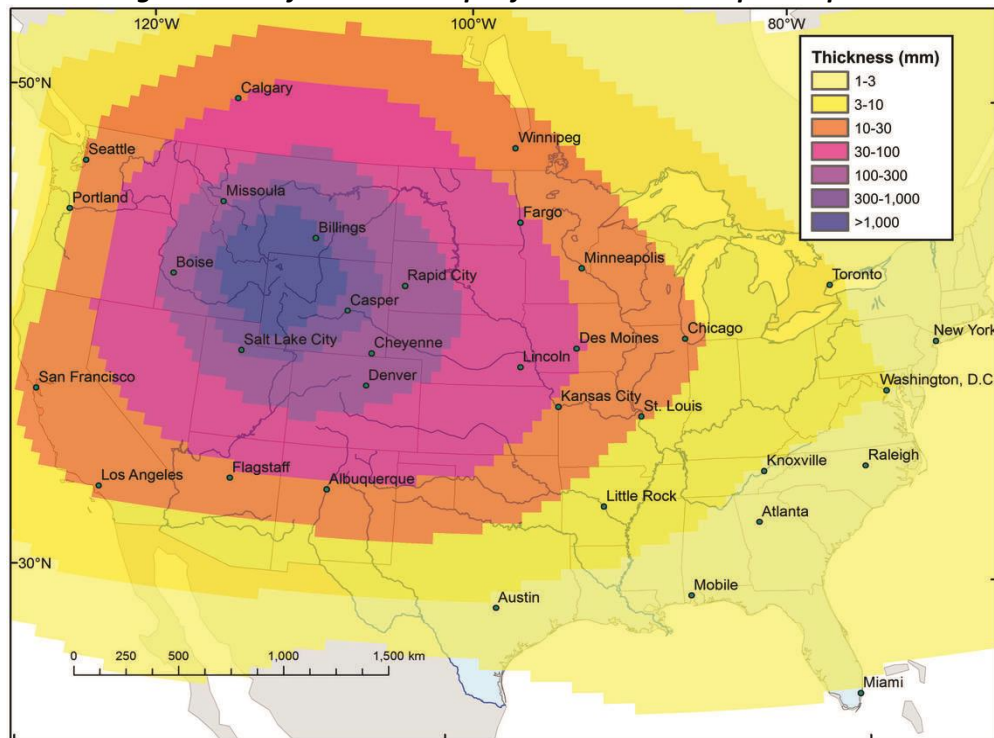 120°W
100°W
80°W
50°N
30°N
Thickness (mm)
1-3
3-10
10-30
30-100
100-300
300-1,000
>1,000
Calgary
Winnipeg
Seattle
Portland
Missoula
Fargo
Billings
Minneapolis
Boise
Rapid City
Toronto
Casper
Salt Lake City
Cheyenne
Des Moines
Chicago
New York
Lincoln
Denver
San Francisco
Kansas City
St. Louis
Washington, D.C
Los Angeles
Flagstaff
Albuquerque
Knoxville
Raleigh
Little Rock
Atlanta
Austin
Mobile
Miami
0 250 500 1,000 1,500 km